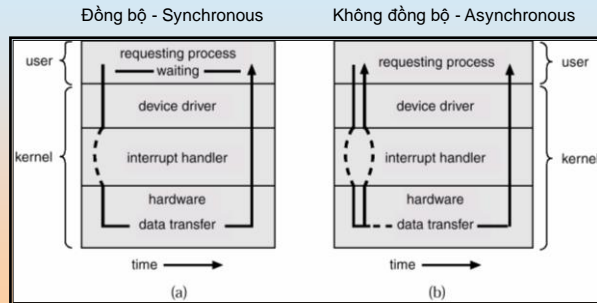 Đồng bộ - Synchronous
Không đồng bộ - Asynchronous
user
requesting process
waiting
device driver
kernel
interrupt handler
hardware
data transfer
time
(a)
requesting process
user
device driver
interrupt handler
kernel
hardware
data transfer
time
(b)